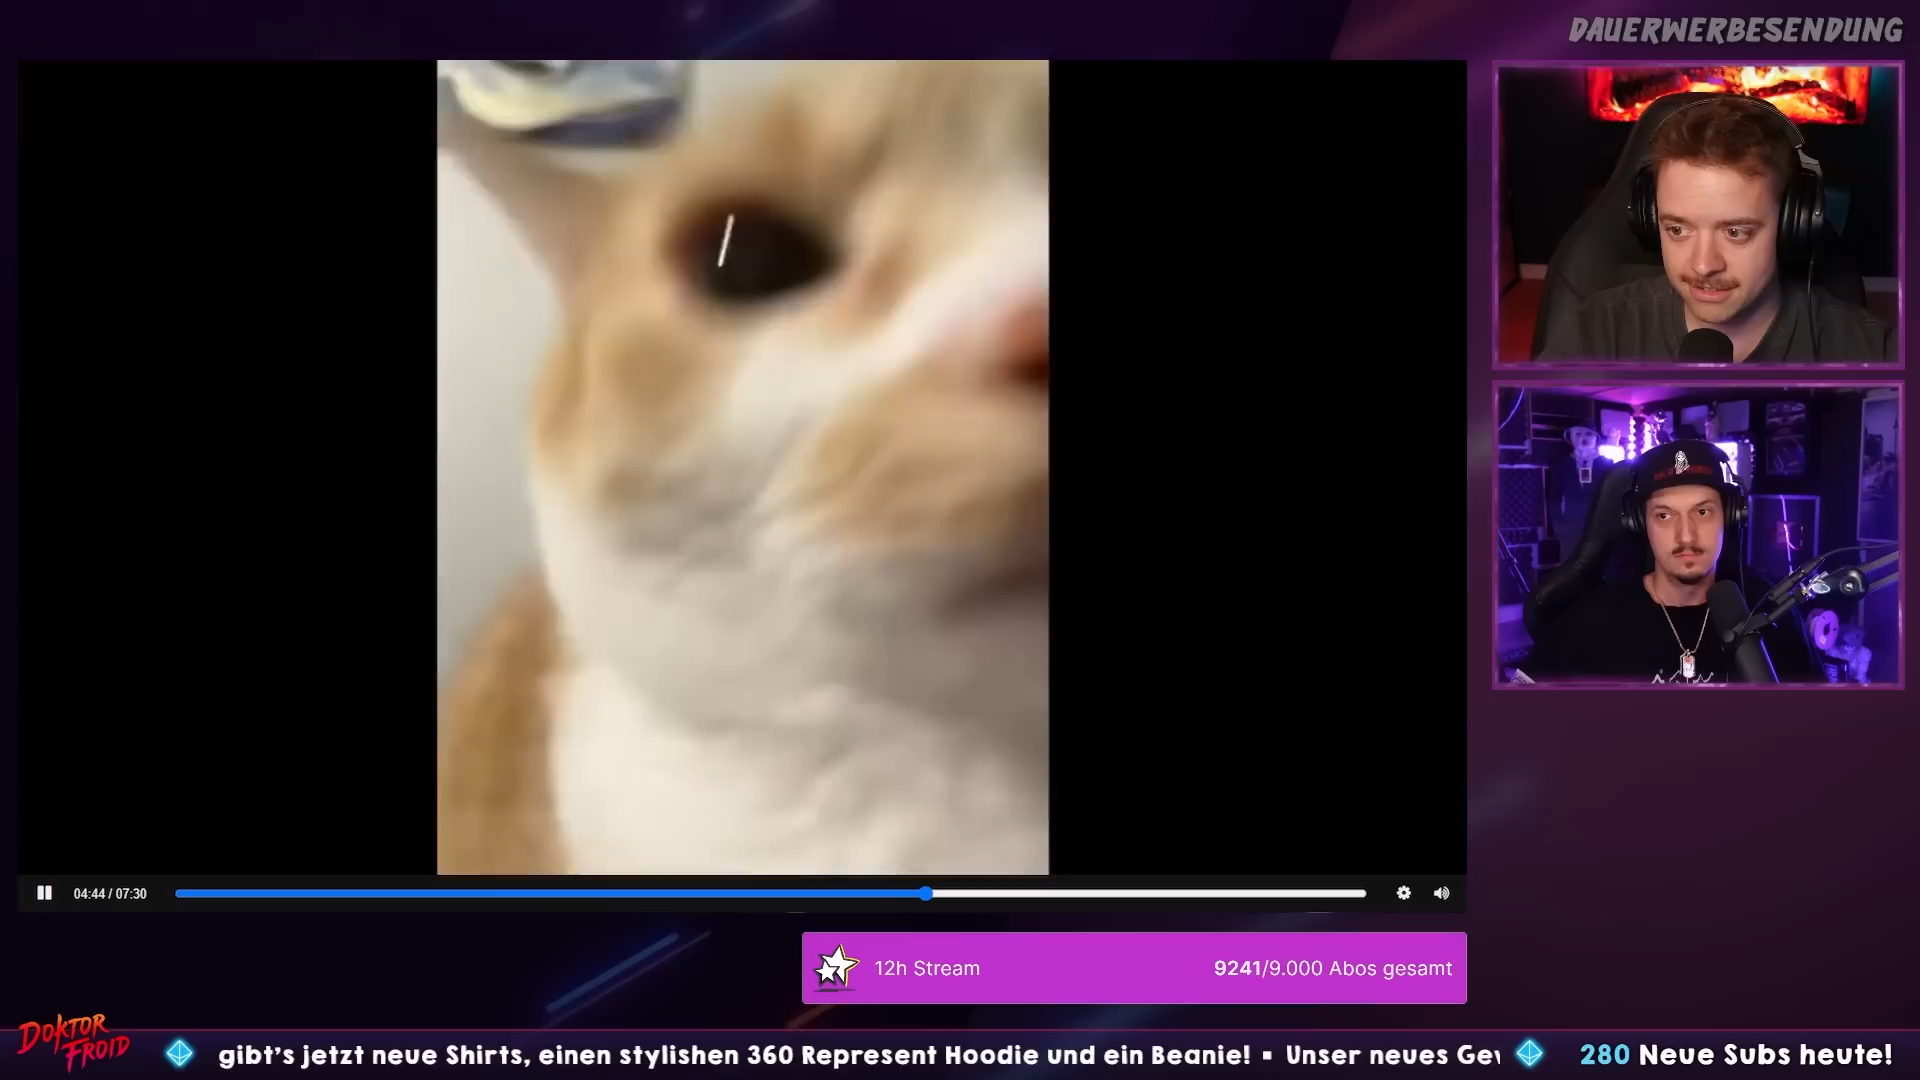 DAUERWERBESENDUNG
04:44 / 07:30
12h Stream
9241/9.000 Abos gesamt
DOKTOR
FROID
gibt's jetzt neue Shirts, einen stylishen 360 Represent Hoodie und ein Beanie! ▪ Unser neues Gev
280 Neue Subs heute!